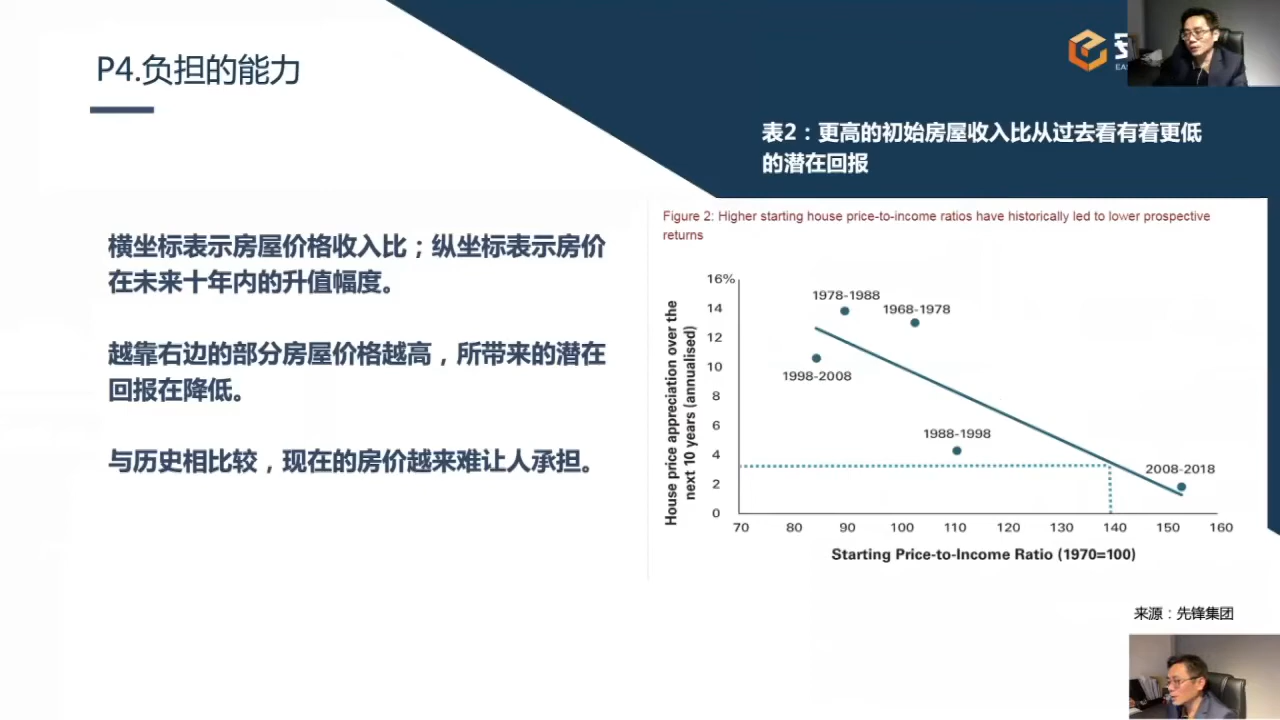 P4.负担的能力
表2：更高的初始房屋收入比从过去看有着更低
的潜在回报
横坐标表示房屋价格收入比；纵坐标表示房价
在未来十年内的升值幅度。
越靠右边的部分房屋价格越高，所带来的潜在
回报在降低。
与历史相比较，现在的房价越来难让人承担。
Figure 2: Higher starting house price-to-income ratios have historically led to lower prospective
returns
House price appreciation over the
next 10 years (annualised)
16%
14
12
10
8
6
4
2
0
1978-1988
1968-1978
1998-2008
1988-1998
2008-2018
70 80 90 100 110 120 130 140 150 160
Starting Price-to-Income Ratio (1970=100)
来源：先锋集团